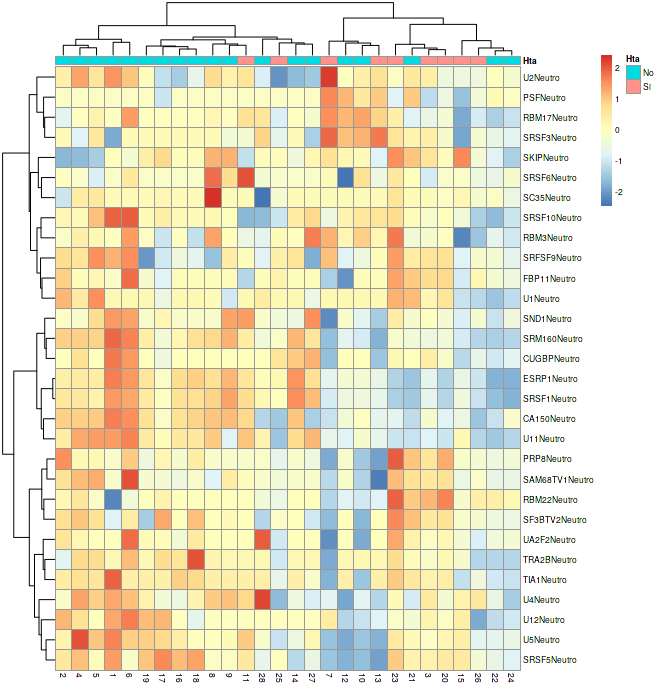 Hta
U2Neutro
PSFNeutro
RBM17Neutro
SRSF3Neutro
SKIPNeutro
SRSF6Neutro
SC35Neutro
SRSF10Neutro
RBM3Neutro
SRFSF9Neutro
FBP11Neutro
U1Neutro
SND1Neutro
SRM160Neutro
CUGBPNeutro
ESRP1Neutro
SRSF1Neutro
CA150Neutro
U11Neutro
PRP8Neutro
SAM68TV1Neutro
RBM22Neutro
SF3BTV2Neutro
UA2F2Neutro
TRA2BNeutro
TIA1Neutro
U4Neutro
U12Neutro
U5Neutro
SRSF5Neutro
2 4 5 1 6 19 17 16 18 8 9 11 28 25 14 27 7 12 10 13 23 21 3 20 15 26 22 24
2
1
0
-1
-2
Hta
No
SI